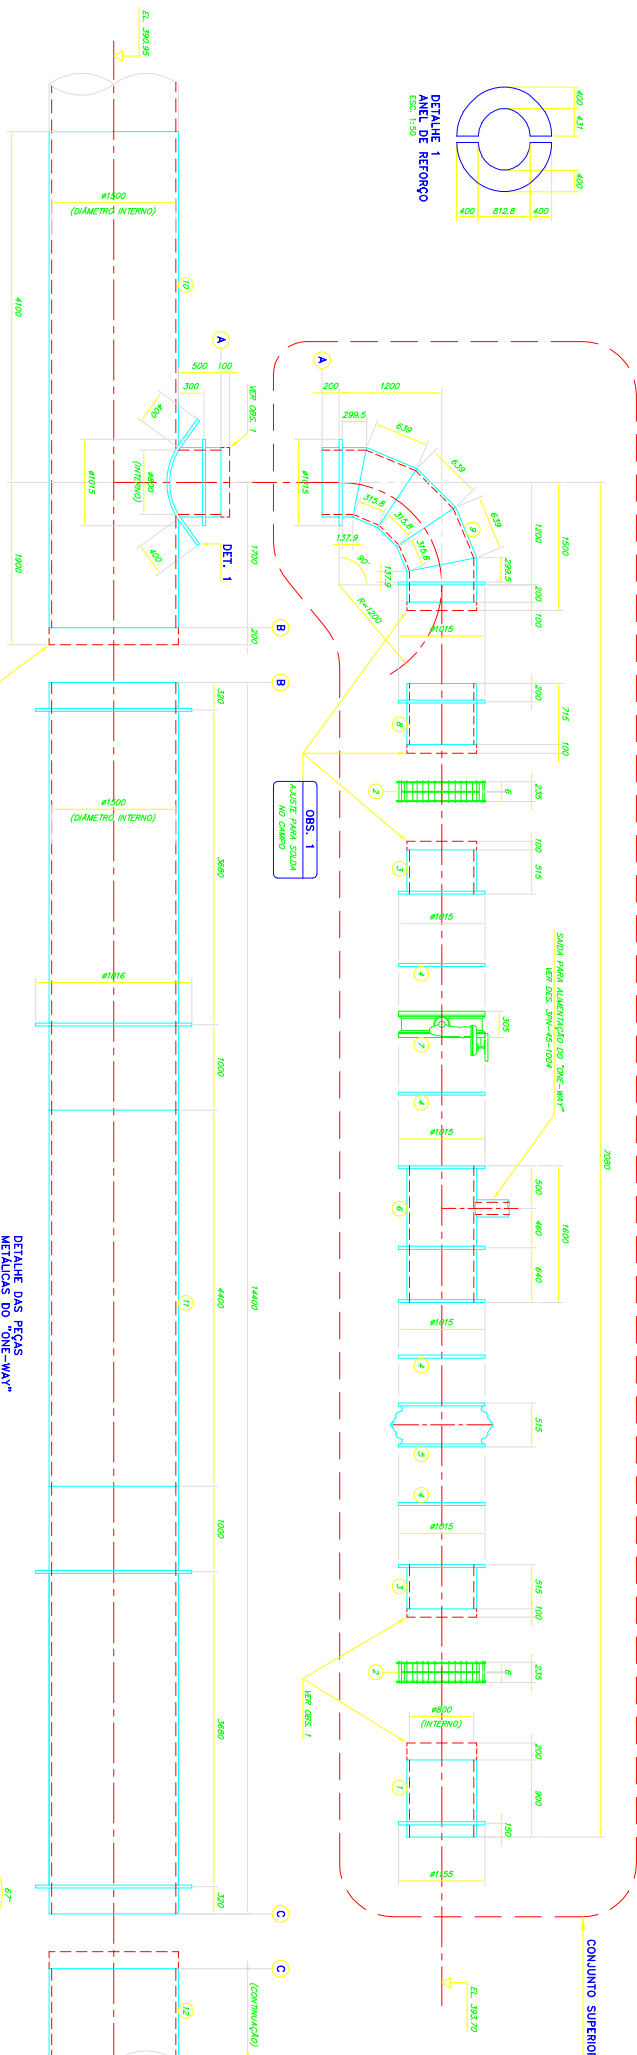 EL. 390.95
400
431
400
400
812.8
400
DETALHE 1
ANEL DE REFORÇO
ESC. 1:50
ø1500
(DIÂMETRO INTERNO)
4100
10
A
500
100
300
VER OBS. 1
400
ø1015
ø800
(INTERNO)
400
DET. 1
1700
1900
200
B
A
200
1200
299.5
639
639
639
ø1015
315.8
315.8
315.8
9
137.9
90°
137.9
R=1200
1200
1500
299.5
200
100
ø1015
200
715
100
8
2
6
235
OBS. 1
AJUSTE PARA SOLDA
NO CAMPO
100
515
3
ø1015
4
305
7
SAÍDA PARA ALIMENTAÇÃO DO "ONE-WAY"
4
ø1015
7080
500
460
1600
640
6
ø1015
4
515
5
4
ø1015
515
100
3
2
6
235
VER OBS. 1
ø800
(INTERNO)
200
900
150
1
ø1155
CONJUNTO SUPERIOR
EL. 393.70
B
320
ø1500
(DIÂMETRO INTERNO)
3680
ø1816
1000
4400
14400
11
1000
3680
320
C
C
(CONTINUAÇÃO)
12
DETALHE DAS PEÇAS
METÁLICAS DO "ONE-WAY"